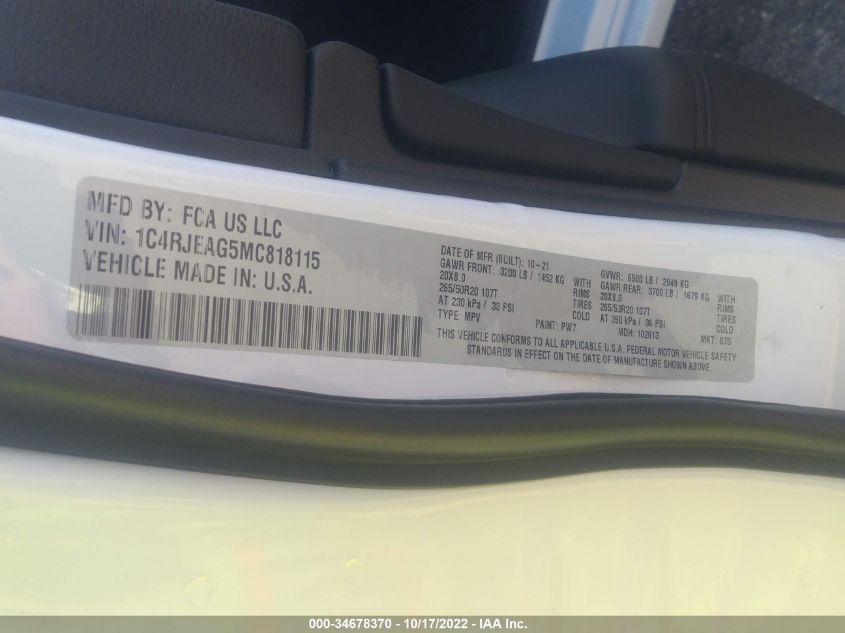 MFD BY: FCA US LLC
VIN: 1C4RJEAG5MC818115
VEHICLE MADE IN: U.S.A.
DATE OF MFR (BUILT): 10-21 GVWR: 6500 LB / 2949 KG
GAWR FRONT: 3200 LB / 1452 KG WITH GAWR REAR: 3700 LB / 1679 KG WITH
20X8.0 RIMS 20X8.0 RIMS
265/50R20 107T TIRES 265/50R20 107T TIRES
AT 230 kPa / 33 PSI COLD AT 250 kPa / 36 PSI COLD
TYPE: MPV PAINT: PW7 MDH: 102613 MKT: 875
THIS VEHICLE CONFORMS TO ALL APPLICABLE U.S.A. FEDERAL MOTOR VEHICLE SAFETY
STANDARDS IN EFFECT ON THE DATE OF MANUFACTURE SHOWN ABOVE.
000-34678370 - 10/17/2022 - IAA Inc.